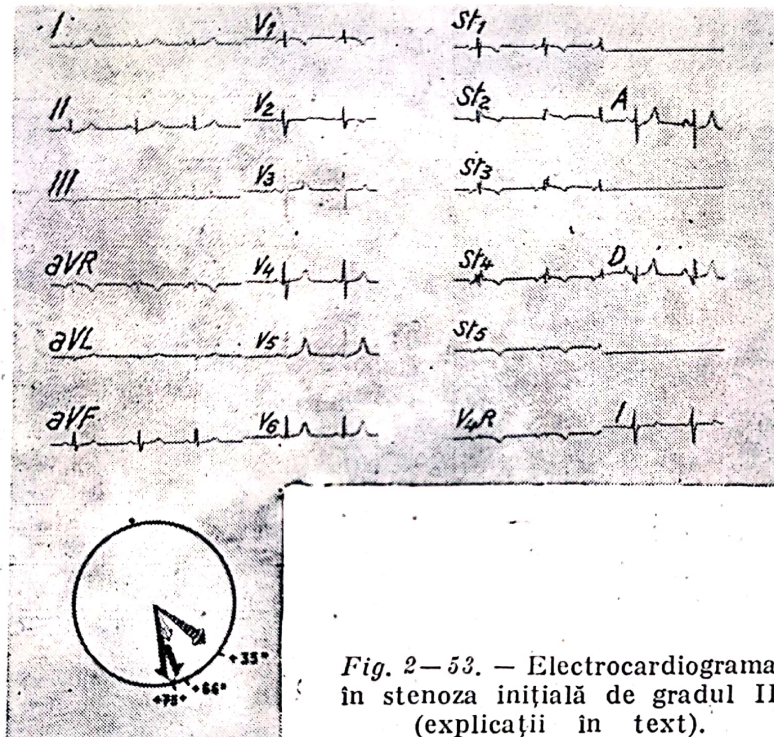 I V1 St1
II V2 St2 A
III V3 St3
aVR V4 St4 D
aVL V5 St5
aVF V6 V4R I
+35°
+66°
+75°
Fig. 2—53. — Electrocardiograma
în stenoza inițială de gradul II
(explicații în text).